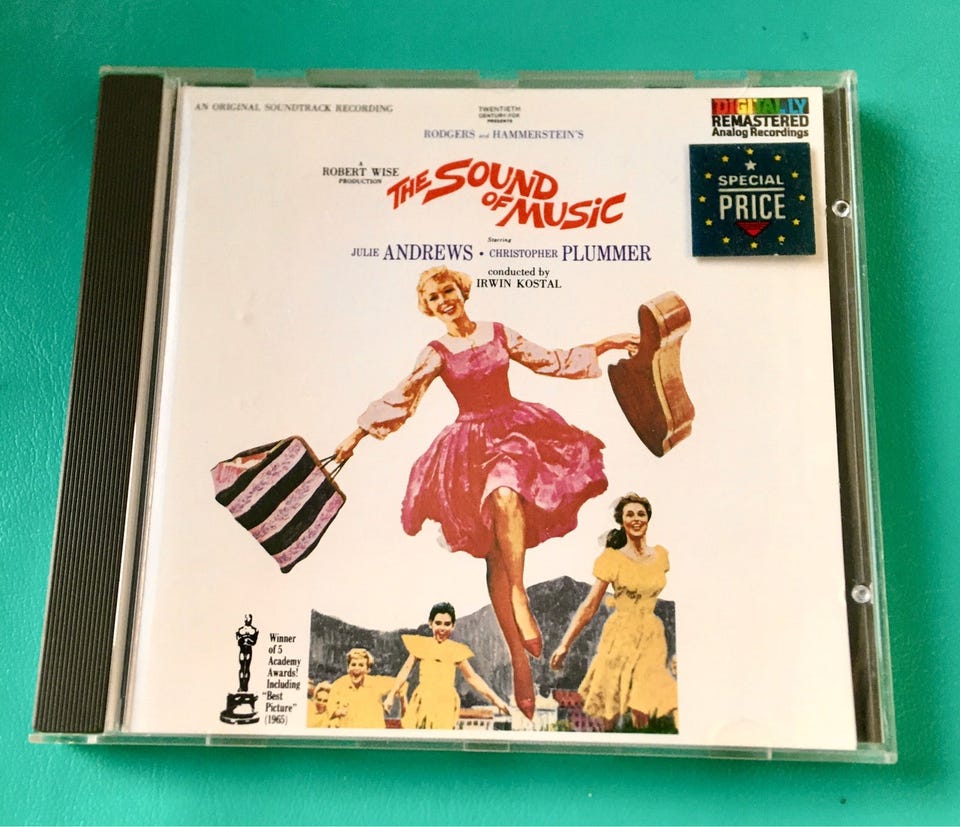 AN ORIGINAL SOUNDTRACK RECORDING
TWENTIETH
CENTURY-FOX
PRESENTS
RODGERS and HAMMERSTEIN'S
A
ROBERT WISE
PRODUCTION
THE SOUND
OF MUSIC
Starring
JULIE ANDREWS • CHRISTOPHER PLUMMER
conducted by
IRWIN KOSTAL
DIGITALLY
REMASTERED
Analog Recordings
SPECIAL
PRICE
Winner
of 5
Academy
Awards!
Including
"Best
Picture"
(1965)